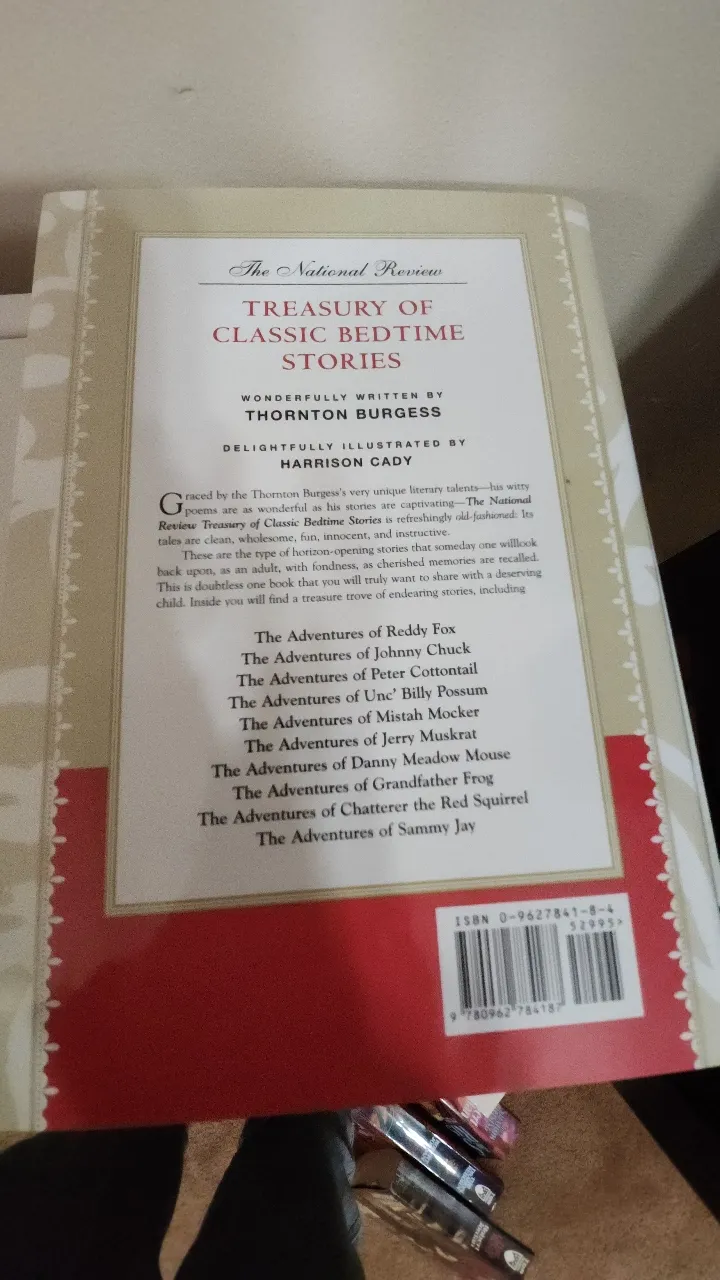 The National Review
TREASURY OF
CLASSIC BEDTIME
STORIES
WONDERFULLY WRITTEN BY
THORNTON BURGESS
DELIGHTFULLY ILLUSTRATED BY
HARRISON CADY
Graced by the Thornton Burgess's very unique literary talents—his witty
poems are as wonderful as his stories are captivating—The National
Review Treasury of Classic Bedtime Stories is refreshingly old-fashioned: Its
tales are clean, wholesome, fun, innocent, and instructive.
These are the type of horizon-opening stories that someday one willlook
back upon, as an adult, with fondness, as cherished memories are recalled.
This is doubtless one book that you will truly want to share with a deserving
child. Inside you will find a treasure trove of endearing stories, including
The Adventures of Reddy Fox
The Adventures of Johnny Chuck
The Adventures of Peter Cottontail
The Adventures of Unc' Billy Possum
The Adventures of Mistah Mocker
The Adventures of Jerry Muskrat
The Adventures of Danny Meadow Mouse
The Adventures of Grandfather Frog
The Adventures of Chatterer the Red Squirrel
The Adventures of Sammy Jay
ISBN 0-9627841-8-4
52995>
9 780962 784187